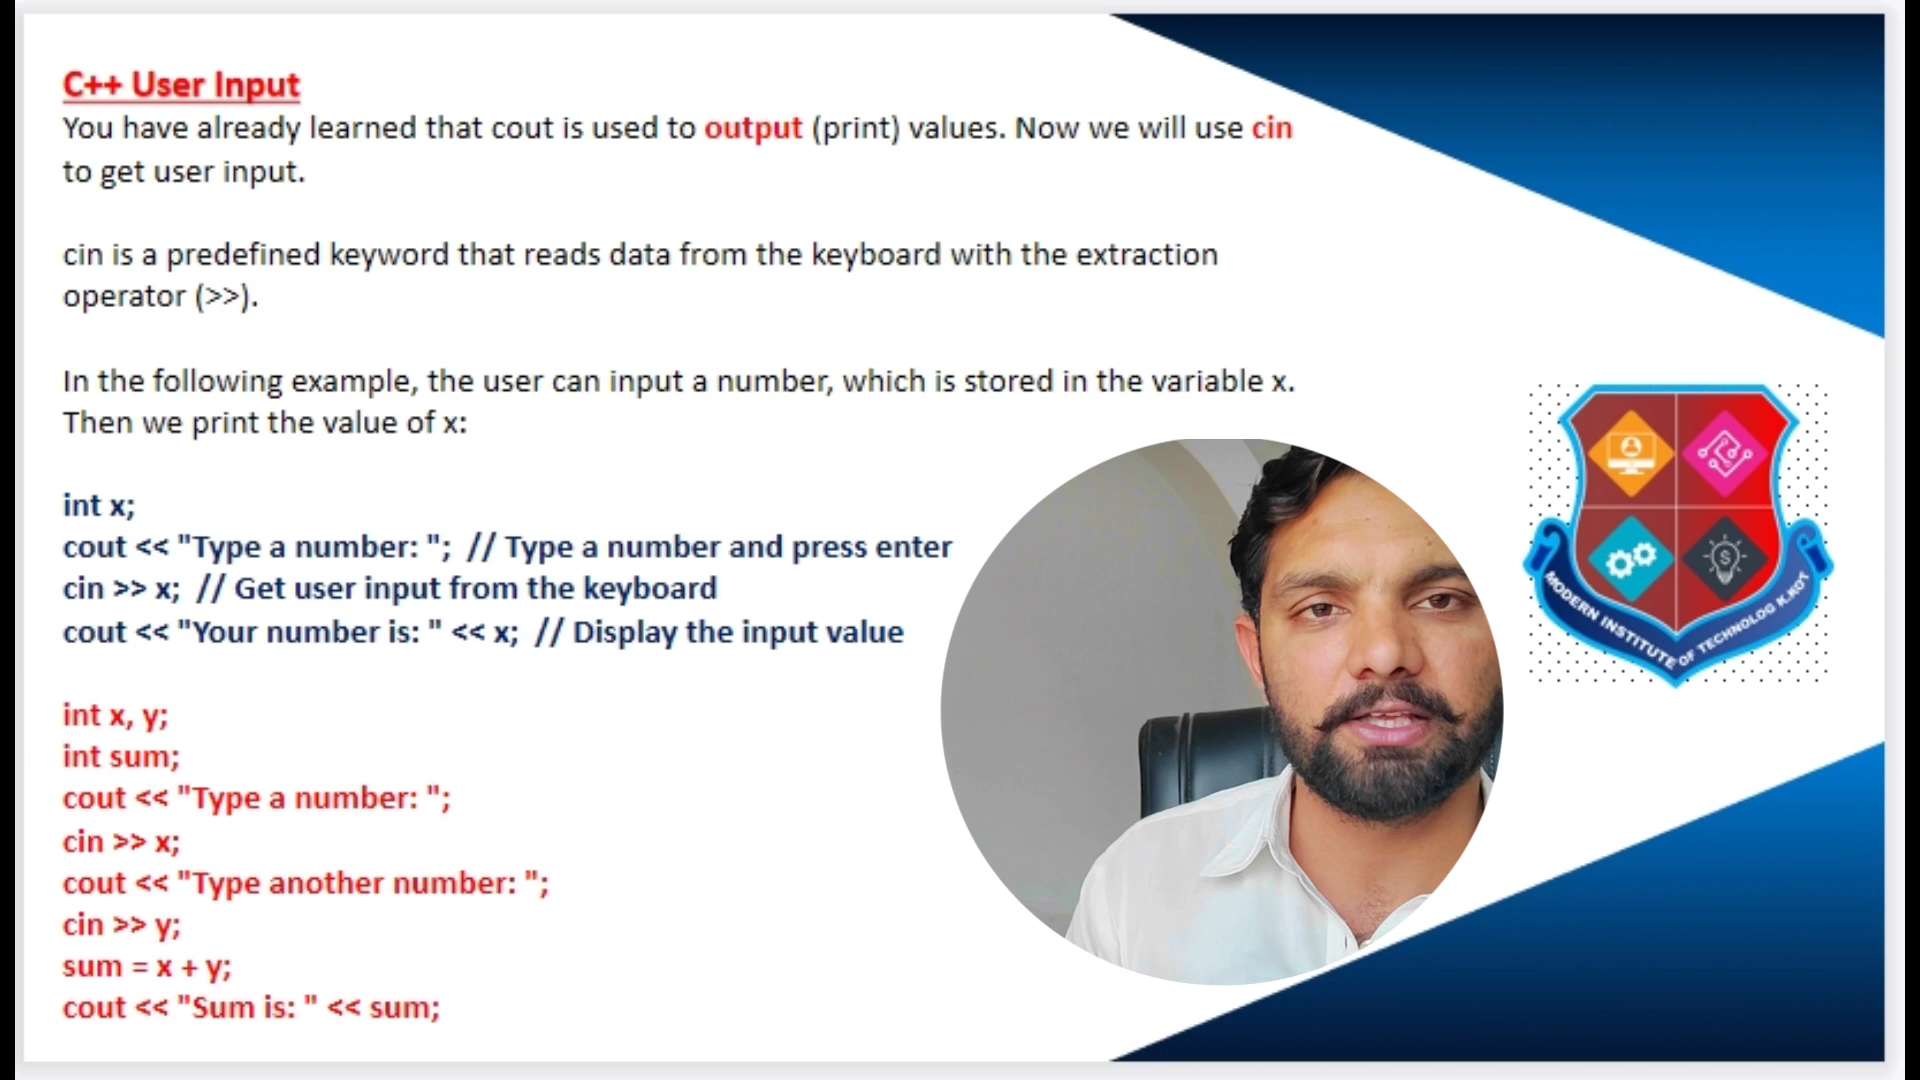 C++ User Input
You have already learned that cout is used to output (print) values. Now we will use cin
to get user input.
cin is a predefined keyword that reads data from the keyboard with the extraction
operator (>>).
In the following example, the user can input a number, which is stored in the variable x.
Then we print the value of x:
int x;
cout << "Type a number: ";  // Type a number and press enter
cin >> x;  // Get user input from the keyboard
cout << "Your number is: " << x;  // Display the input value
int x, y;
int sum;
cout << "Type a number: ";
cin >> x;
cout << "Type another number: ";
cin >> y;
sum = x + y;
cout << "Sum is: " << sum;
MODERN INSTITUTE OF TECHNOLOG K.KOT